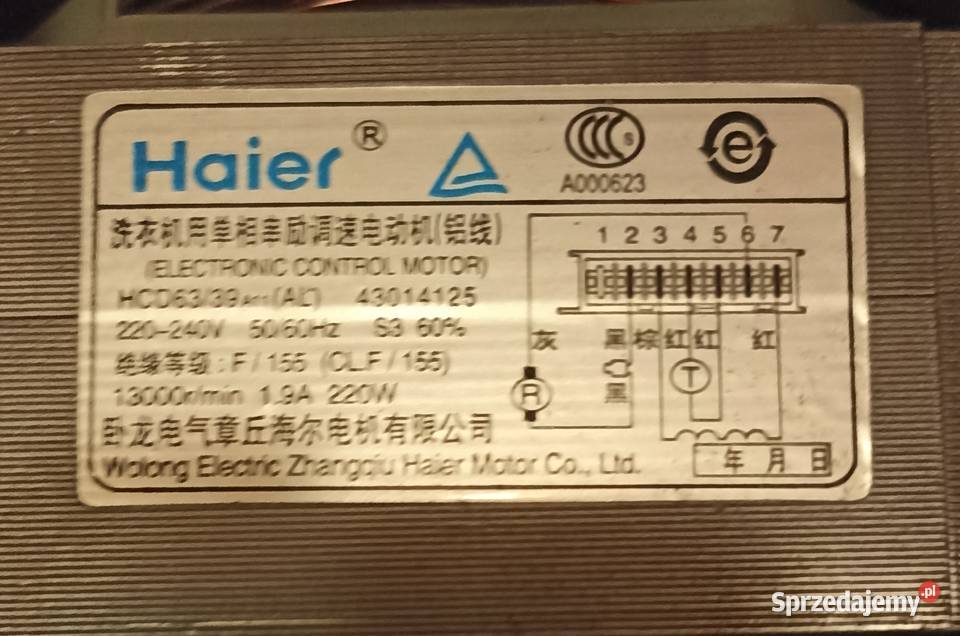 Haier®
S
A000623
e
洗衣机用单相串励调速电动机(铝线)
(ELECTRONIC CONTROL MOTOR)
43014125
220-240V 50/60Hz S3 60%
绝缘等级: F/155 (CL.F/155)
13000r/min 1.9A 220W
卧龙电气章丘海尔电机有限公司
Wolong Electric Zhangqiu Haier Motor Co., Ltd.
1 2 3 4 5 6 7
灰 黑 棕 红 红 红
R
黑
T
年 月 日
Sprzedajemy.pl